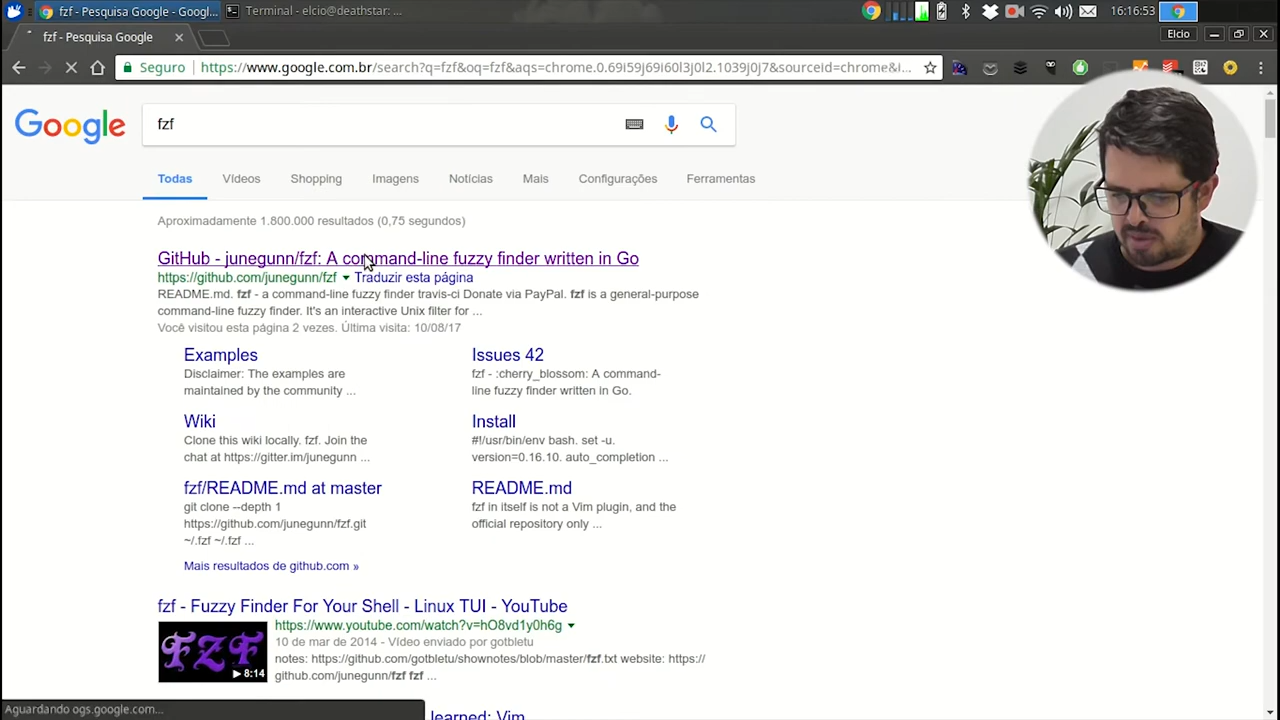 fzf - Pesquisa Google - Googl...
Terminal - elcio@deathstar: ...
16:16:53
fzf - Pesquisa Google
Elcio
Seguro
https://www.google.com.br/search?q=fzf&oq=fzf&aqs=chrome.0.69i59j69i60l3j0l2.1039j0j7&sourceid=chrome&i...
Google
fzf
Todas
Vídeos
Shopping
Imagens
Notícias
Mais
Configurações
Ferramentas
Aproximadamente 1.800.000 resultados (0,75 segundos)
GitHub - junegunn/fzf: A command-line fuzzy finder written in Go
https://github.com/junegunn/fzf
Traduzir esta página
README.md. fzf - a command-line fuzzy finder travis-ci Donate via PayPal. fzf is a general-purpose
command-line fuzzy finder. It's an interactive Unix filter for ...
Você visitou esta página 2 vezes. Última visita: 10/08/17
Examples
Disclaimer: The examples are
maintained by the community ...
Issues 42
fzf - :cherry_blossom: A command-
line fuzzy finder written in Go.
Wiki
Clone this wiki locally. fzf. Join the
chat at https://gitter.im/junegunn ...
Install
#!/usr/bin/env bash. set -u.
version=0.16.10. auto_completion ...
fzf/README.md at master
git clone --depth 1
https://github.com/junegunn/fzf.git
~/.fzf ~/.fzf ...
README.md
fzf in itself is not a Vim plugin, and the
official repository only ...
Mais resultados de github.com »
fzf - Fuzzy Finder For Your Shell - Linux TUI - YouTube
https://www.youtube.com/watch?v=hO8vd1y0h6g
10 de mar de 2014 - Vídeo enviado por gotbletu
notes: https://github.com/gotbletu/shownotes/blob/master/fzf.txt website: https://
github.com/junegunn/fzf fzf ...
FZF
8:14
Aguardando ogs.google.com...
learned: Vim